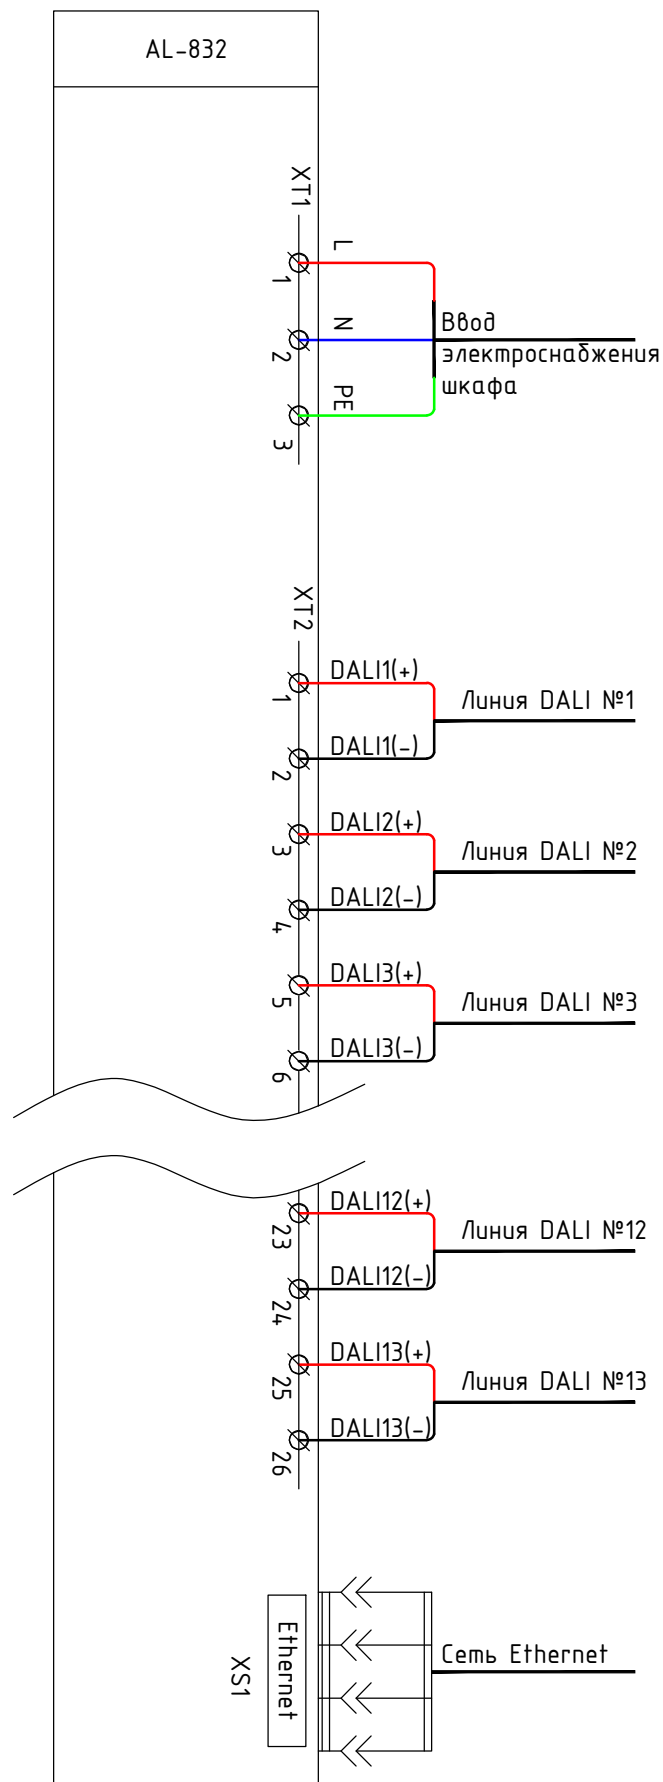 AL-832
XT1
L
1
N
Ввод
2
электроснабжения
шкафа
PE
3
XT2
DALI1(+)
1
Линия DALI №1
DALI1(-)
2
DALI2(+)
3
Линия DALI №2
DALI2(-)
4
DALI3(+)
5
Линия DALI №3
DALI3(-)
6
DALI12(+)
23
Линия DALI №12
DALI12(-)
24
DALI13(+)
25
Линия DALI №13
DALI13(-)
26
Ethernet
XS1
Сеть Ethernet